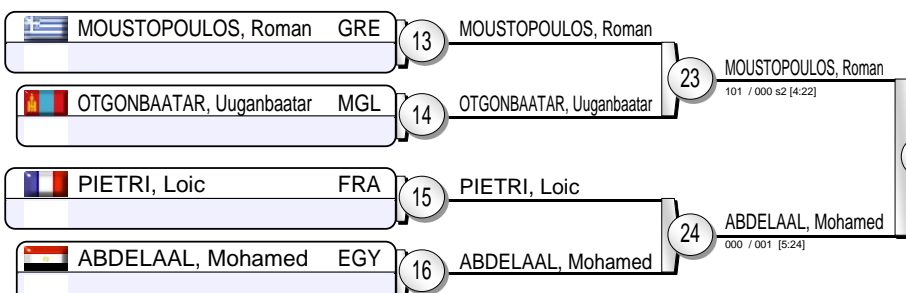 MOUSTOPOULOS, Roman GRE 13 MOUSTOPOULOS, Roman
23 MOUSTOPOULOS, Roman
101 / 000 s2 [4:22]
OTGONBAATAR, Uuganbaatar MGL 14 OTGONBAATAR, Uuganbaatar
PIETRI, Loic FRA 15 PIETRI, Loic
24 ABDELAAL, Mohamed
000 / 001 [5:24]
ABDELAAL, Mohamed EGY 16 ABDELAAL, Mohamed